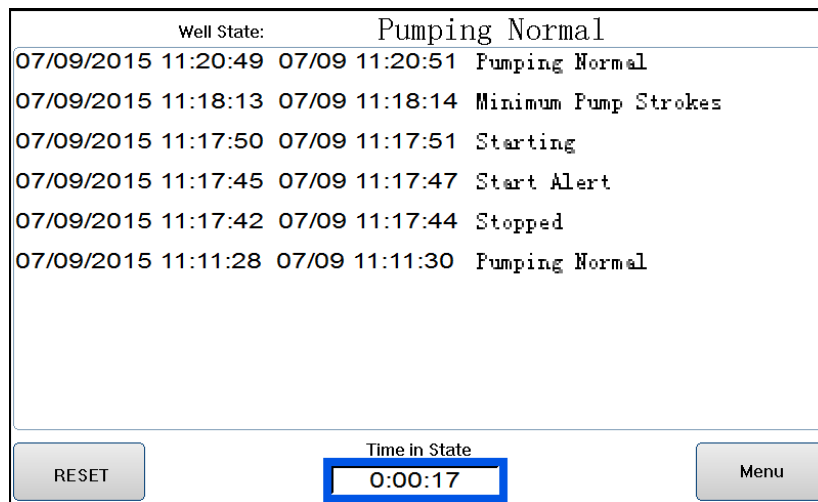 Well State: Pumping Normal
07/09/2015 11:20:49 07/09 11:20:51 Pumping Normal
07/09/2015 11:18:13 07/09 11:18:14 Minimum Pump Strokes
07/09/2015 11:17:50 07/09 11:17:51 Starting
07/09/2015 11:17:45 07/09 11:17:47 Start Alert
07/09/2015 11:17:42 07/09 11:17:44 Stopped
07/09/2015 11:11:28 07/09 11:11:30 Pumping Normal
Time in State
RESET 0:00:17 Menu